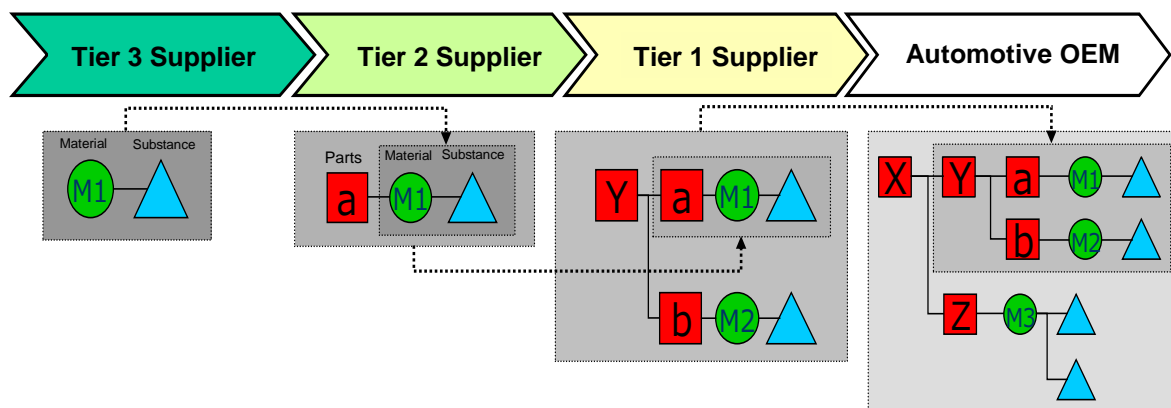 Tier 3 Supplier
Tier 2 Supplier
Tier 1 Supplier
Automotive OEM
Material Substance
M1
Parts Material Substance
a M1
Y a M1
b M2
X Y a M1
b M2
Z M3